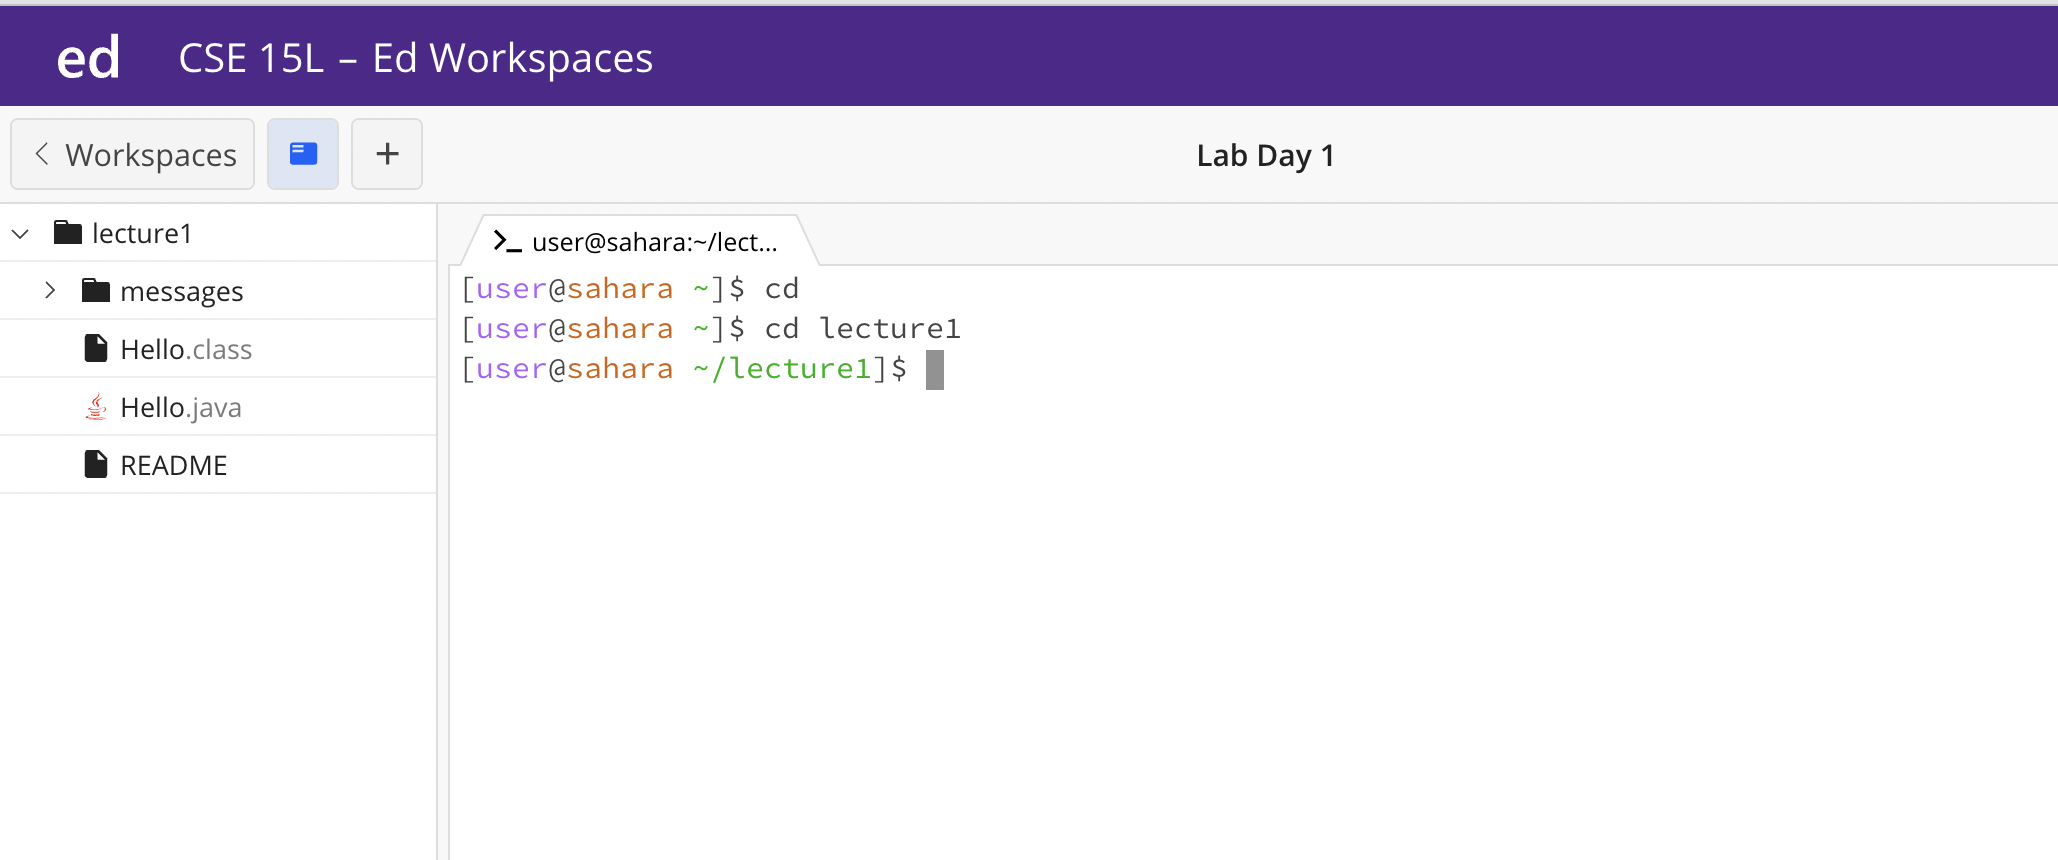 ed CSE 15L – Ed Workspaces
Workspaces
Lab Day 1
lecture1
messages
Hello.class
Hello.java
README
user@sahara:~/lect...
[user@sahara ~]$ cd
[user@sahara ~]$ cd lecture1
[user@sahara ~/lecture1]$